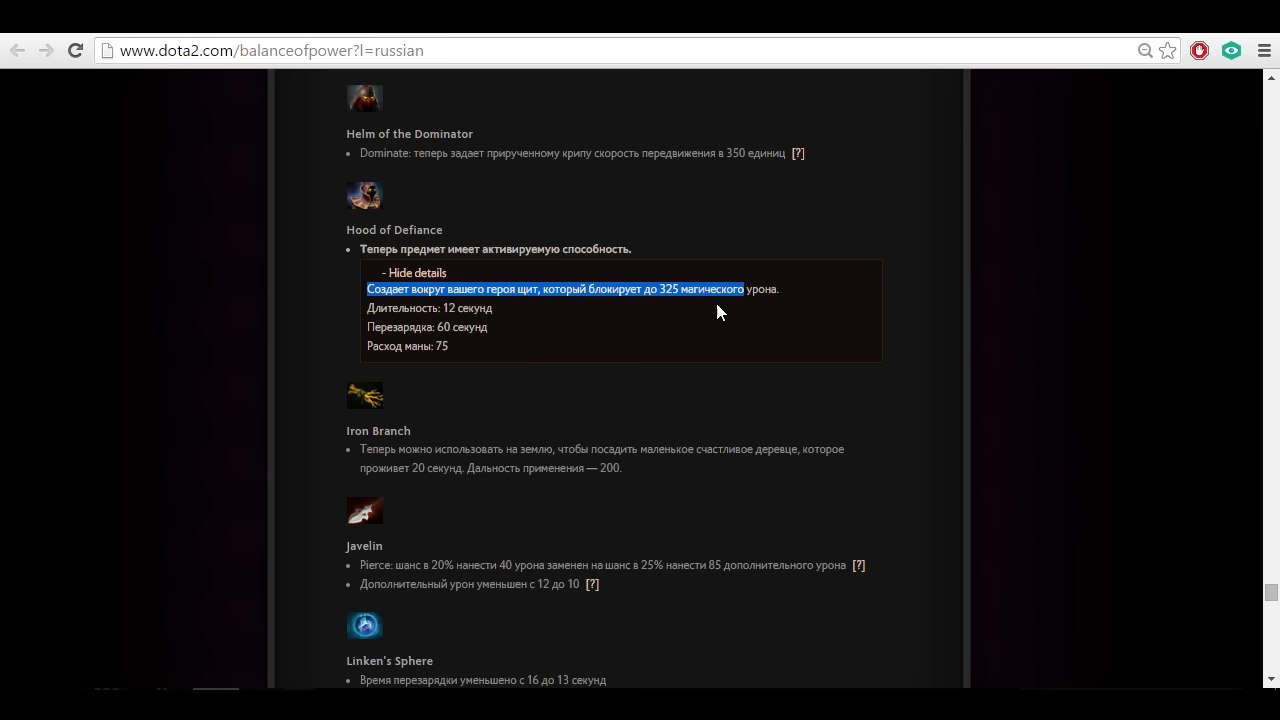 www.dota2.com/balanceofpower?l=russian
Helm of the Dominator
• Dominate: теперь задает прирученному крипу скорость передвижения в 350 единиц [?]
Hood of Defiance
• Теперь предмет имеет активируемую способность.
- Hide details
Создает вокруг вашего героя щит, который блокирует до 325 магического урона.
Длительность: 12 секунд
Перезарядка: 60 секунд
Расход маны: 75
Iron Branch
• Теперь можно использовать на землю, чтобы посадить маленькое счастливое деревце, которое
проживет 20 секунд. Дальность применения — 200.
Javelin
• Pierce: шанс в 20% нанести 40 урона заменен на шанс в 25% нанести 85 дополнительного урона [?]
• Дополнительный урон уменьшен с 12 до 10 [?]
Linken's Sphere
• Время перезарядки уменьшено с 16 до 13 секунд